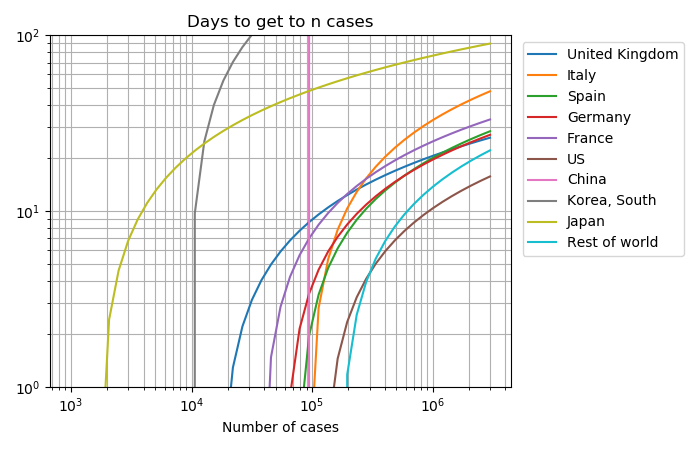 Days to get to n cases
10²
10¹
10⁰
10³
10⁴
10⁵
10⁶
Number of cases
United Kingdom
Italy
Spain
Germany
France
US
China
Korea, South
Japan
Rest of world